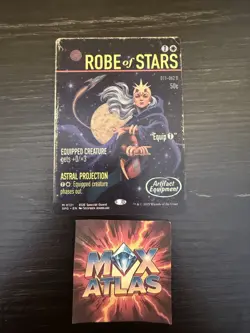 ROBE of STARS
50¢
"Equip
EQUIPPED CREATURE
gets +0/+3
ASTRAL PROJECTION
Equipped creature
phases out.
Artifact
Equipment
MOX
ATLAS